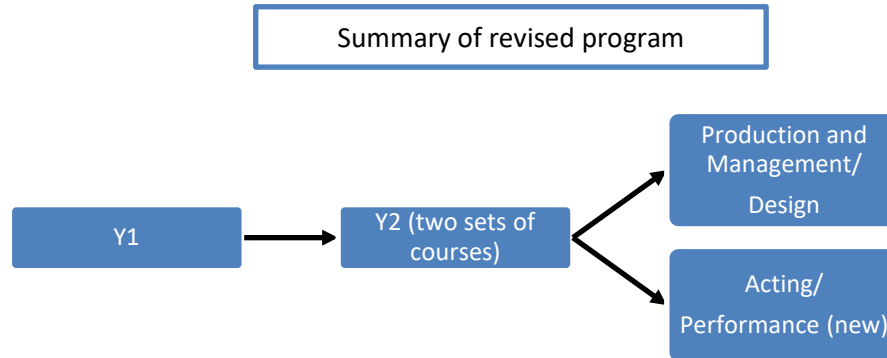 Summary of revised program
Production and
Management/
Design
Y1
Y2 (two sets of
courses)
Acting/
Performance (new)